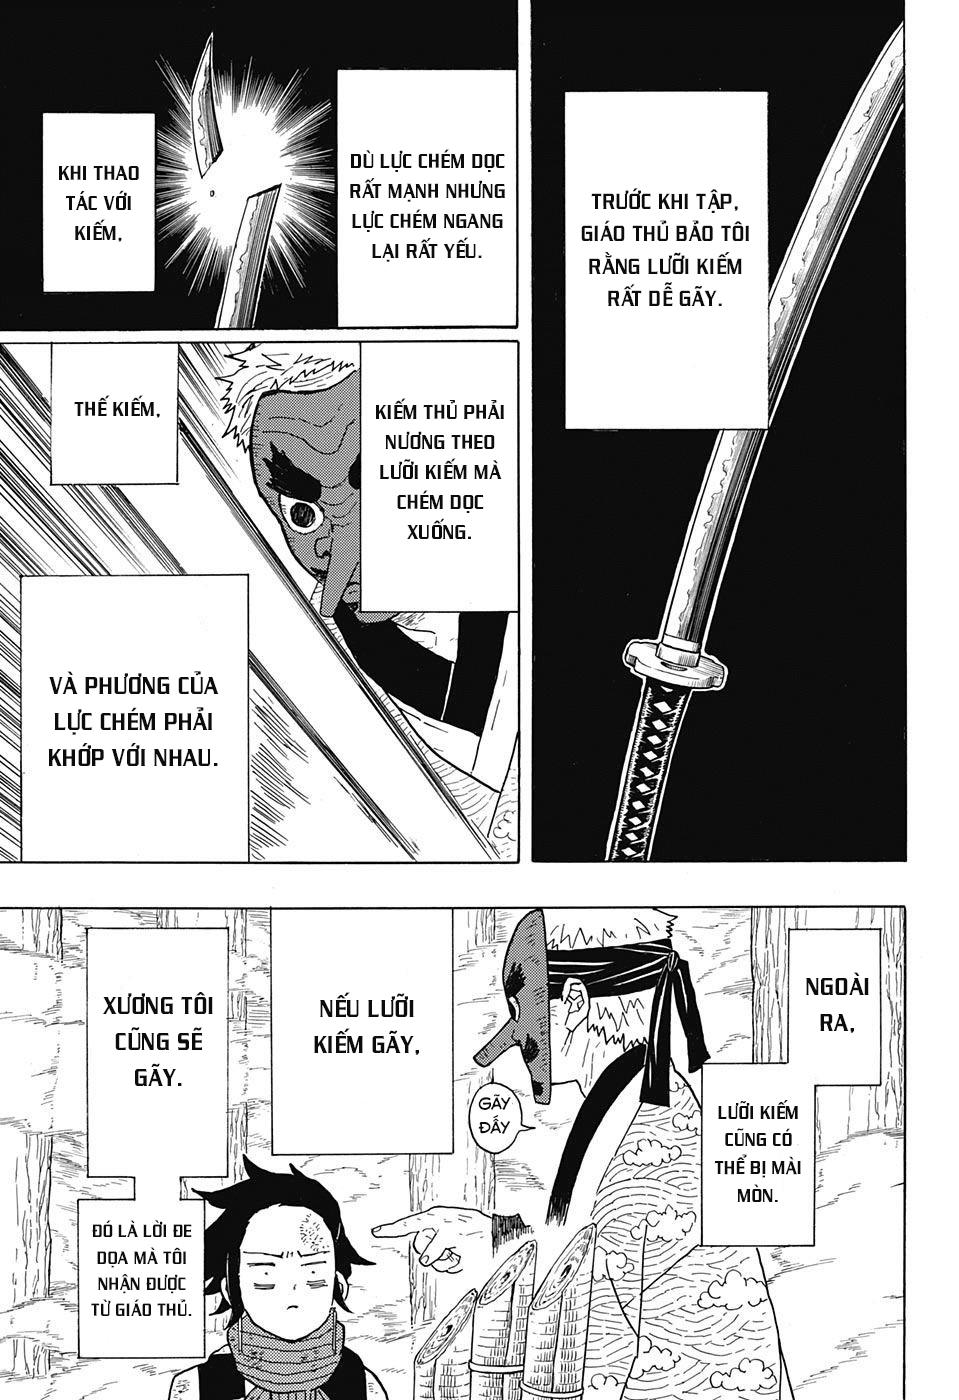 TRƯỚC KHI TẬP,
GIÁO THỦ BẢO TÔI
RẰNG LƯỠI KIẾM
RẤT DỄ GÃY.
DÙ LỰC CHÉM DỌC
RẤT MẠNH NHƯNG
LỰC CHÉM NGANG
LẠI RẤT YẾU.
KHI THAO
TÁC VỚI
KIẾM,
KIẾM THỦ PHẢI
NƯƠNG THEO
LƯỠI KIẾM MÀ
CHÉM DỌC
XUỐNG.
THẾ KIẾM,
VÀ PHƯƠNG CỦA
LỰC CHÉM PHẢI
KHỚP VỚI NHAU.
NGOÀI
RA,
LƯỠI KIẾM
CŨNG CÓ
THỂ BỊ MÀI
MÒN.
GÃY
ĐẤY
NẾU LƯỠI
KIẾM GÃY,
XƯƠNG TÔI
CŨNG SẼ
GÃY.
ĐÓ LÀ LỜI ĐE
DỌA MÀ TÔI
NHẬN ĐƯỢC
TỪ GIÁO THỦ.